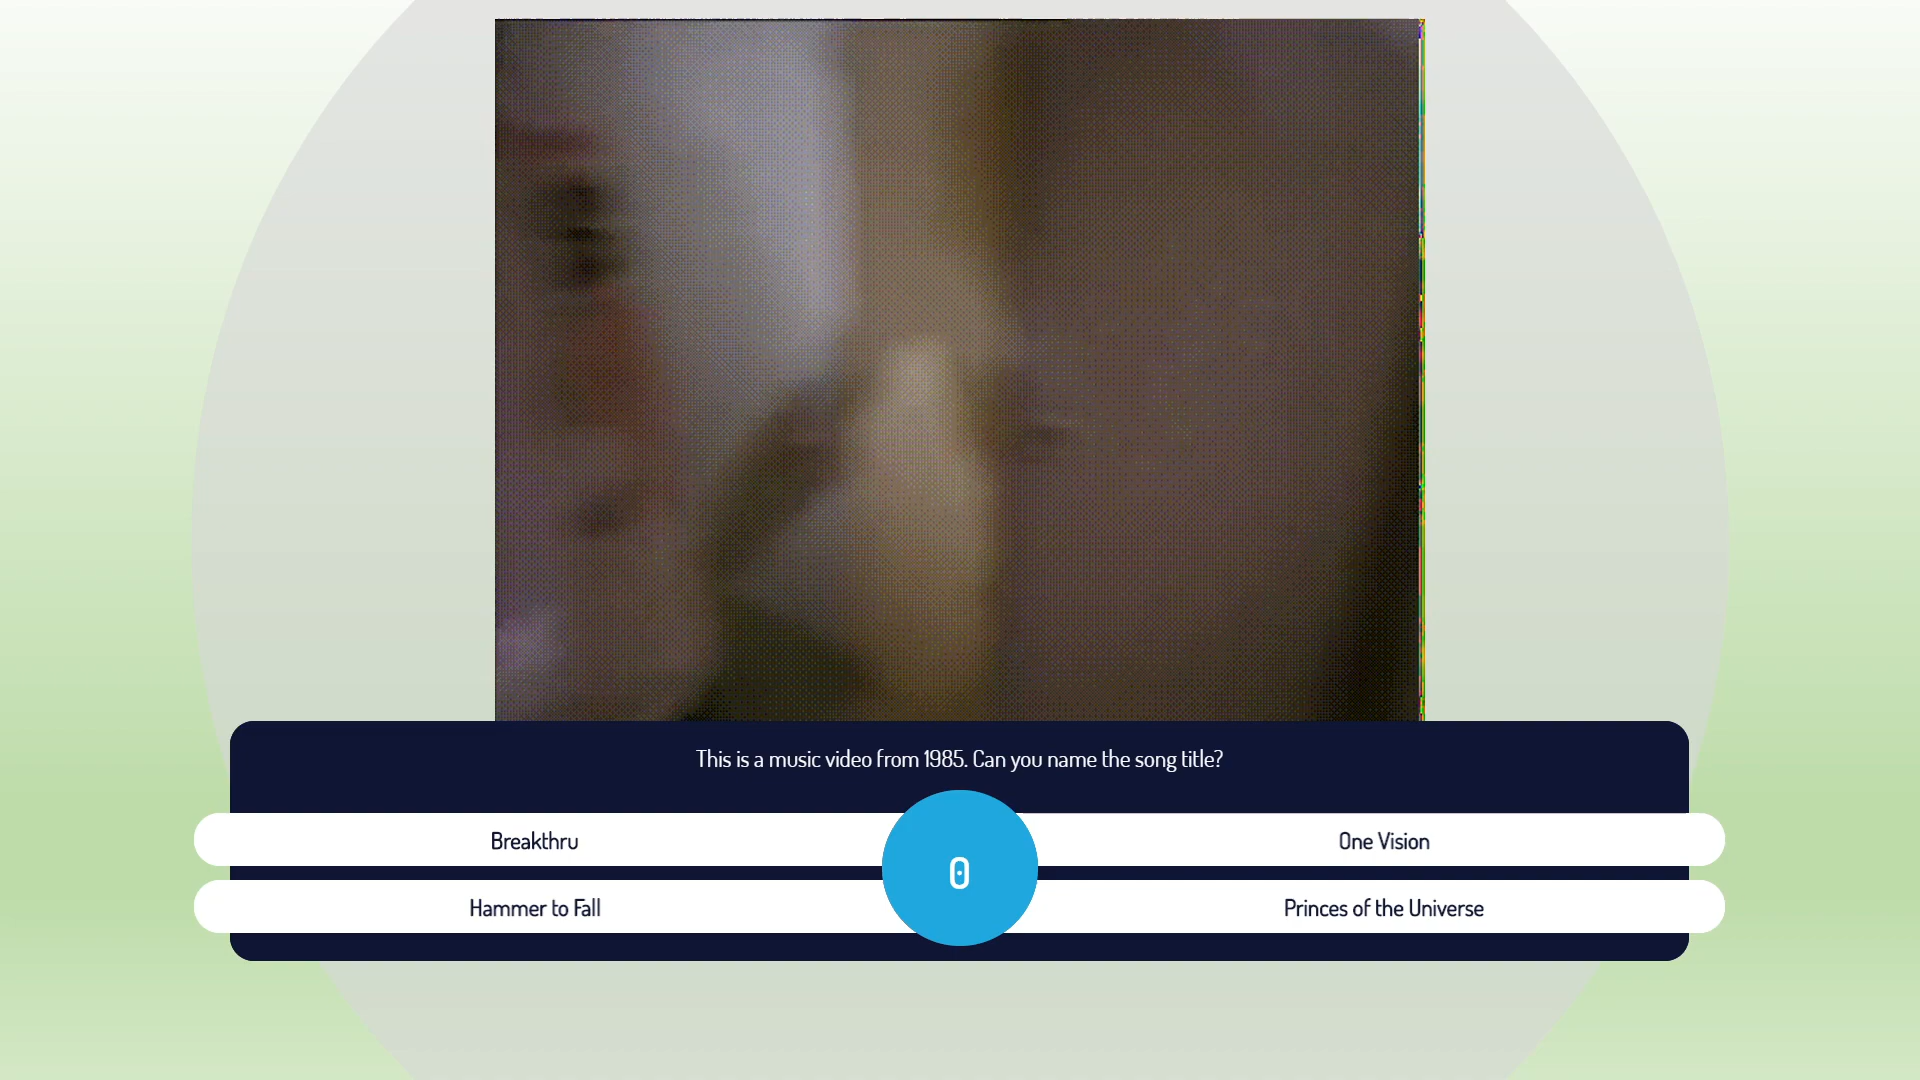 This is a music video from 1985. Can you name the song title?
Breakthru
One Vision
0
Hammer to Fall
Princes of the Universe